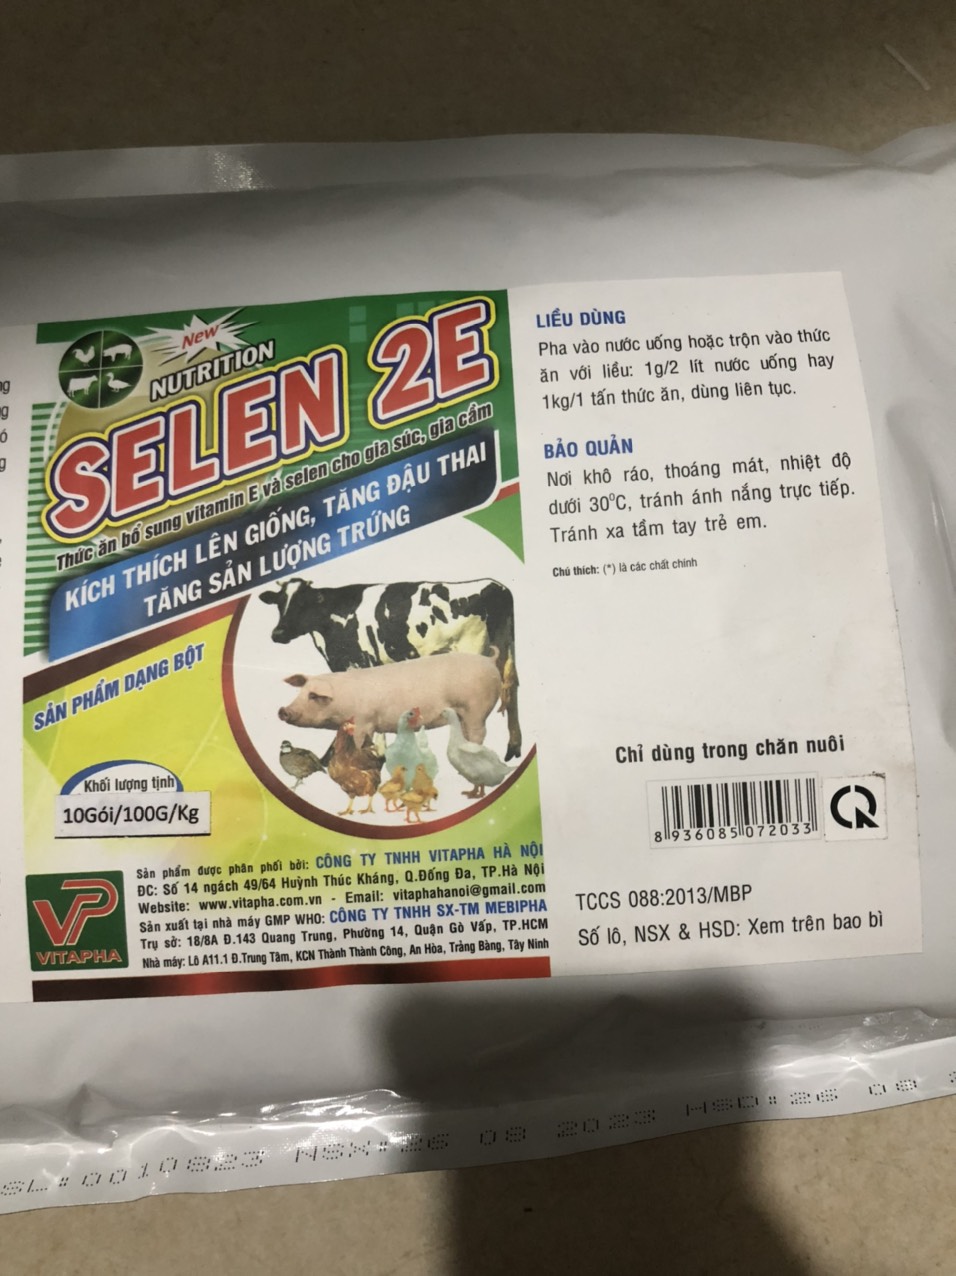 New
NUTRITION
SELEN 2E
Thức ăn bổ sung vitamin E và selen cho gia súc, gia cầm
KÍCH THÍCH LÊN GIỐNG, TĂNG ĐẬU THAI
TĂNG SẢN LƯỢNG TRỨNG
SẢN PHẨM DẠNG BỘT
Khối lượng tịnh
10Gói/100G/Kg
VITAPHA
Sản phẩm được phân phối bởi: CÔNG TY TNHH VITAPHA HÀ NỘI
ĐC: Số 14 ngách 49/64 Huỳnh Thúc Kháng, Q.Đống Đa, TP.Hà Nội
Website: www.vitapha.com.vn - Email: vitaphahanoi@gmail.com
Sản xuất tại nhà máy GMP WHO: CÔNG TY TNHH SX-TM MEBIPHA
Trụ sở: 18/8A Đ.143 Quang Trung, Phường 14, Quận Gò Vấp, TP.HCM
Nhà máy: Lô A11.1 Đ.Trung Tâm, KCN Thành Thành Công, An Hòa, Trảng Bàng, Tây Ninh
LIỀU DÙNG
Pha vào nước uống hoặc trộn vào thức
ăn với liều: 1g/2 lít nước uống hay
1kg/1 tấn thức ăn, dùng liên tục.
BẢO QUẢN
Nơi khô ráo, thoáng mát, nhiệt độ
dưới 30⁰C, tránh ánh nắng trực tiếp.
Tránh xa tầm tay trẻ em.
Chú thích: (*) là các chất chính
Chỉ dùng trong chăn nuôi
8 936085 072033
TCCS 088:2013/MBP
Số lô, NSX & HSD: Xem trên bao bì
SL:0010823 NSX:26 08 2023 HSD:26 08